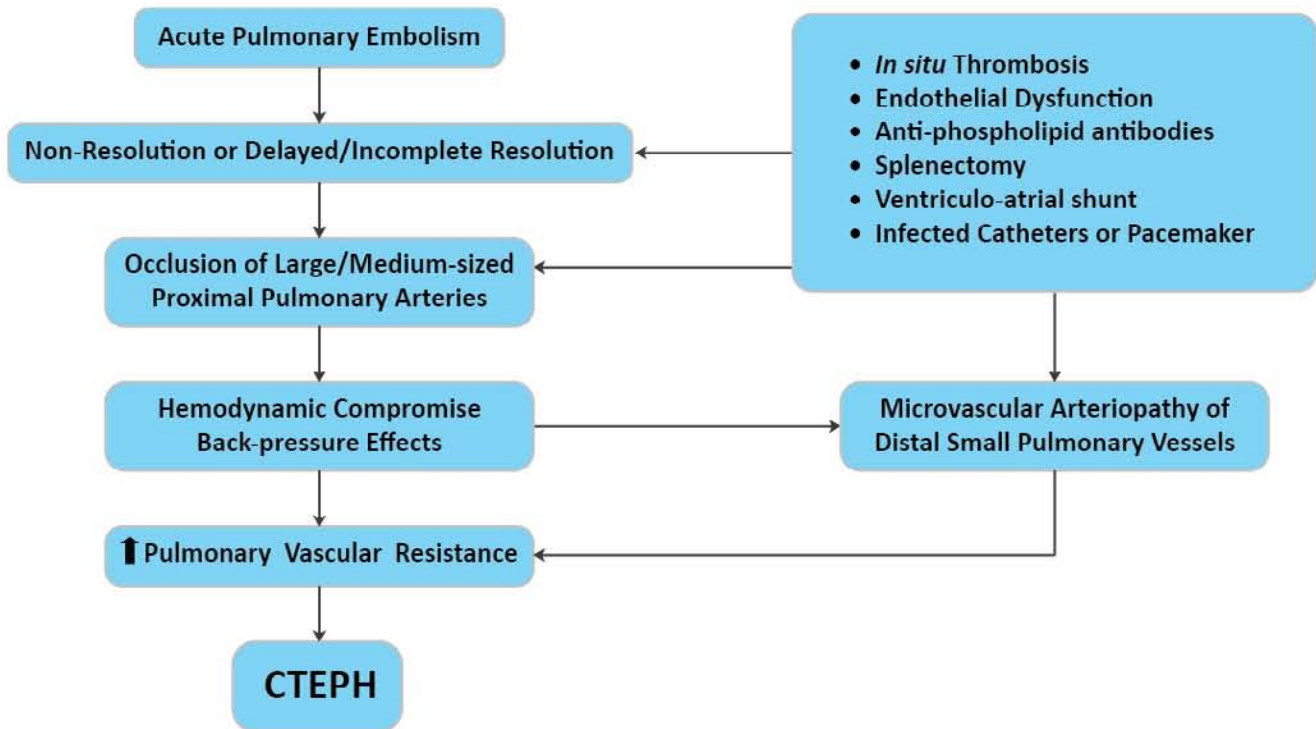 Acute Pulmonary Embolism
Non-Resolution or Delayed/Incomplete Resolution
Occlusion of Large/Medium-sized
Proximal Pulmonary Arteries
Hemodynamic Compromise
Back-pressure Effects
⬆Pulmonary Vascular Resistance
CTEPH
• In situ Thrombosis
• Endothelial Dysfunction
• Anti-phospholipid antibodies
• Splenectomy
• Ventriculo-atrial shunt
• Infected Catheters or Pacemaker
Microvascular Arteriopathy of
Distal Small Pulmonary Vessels